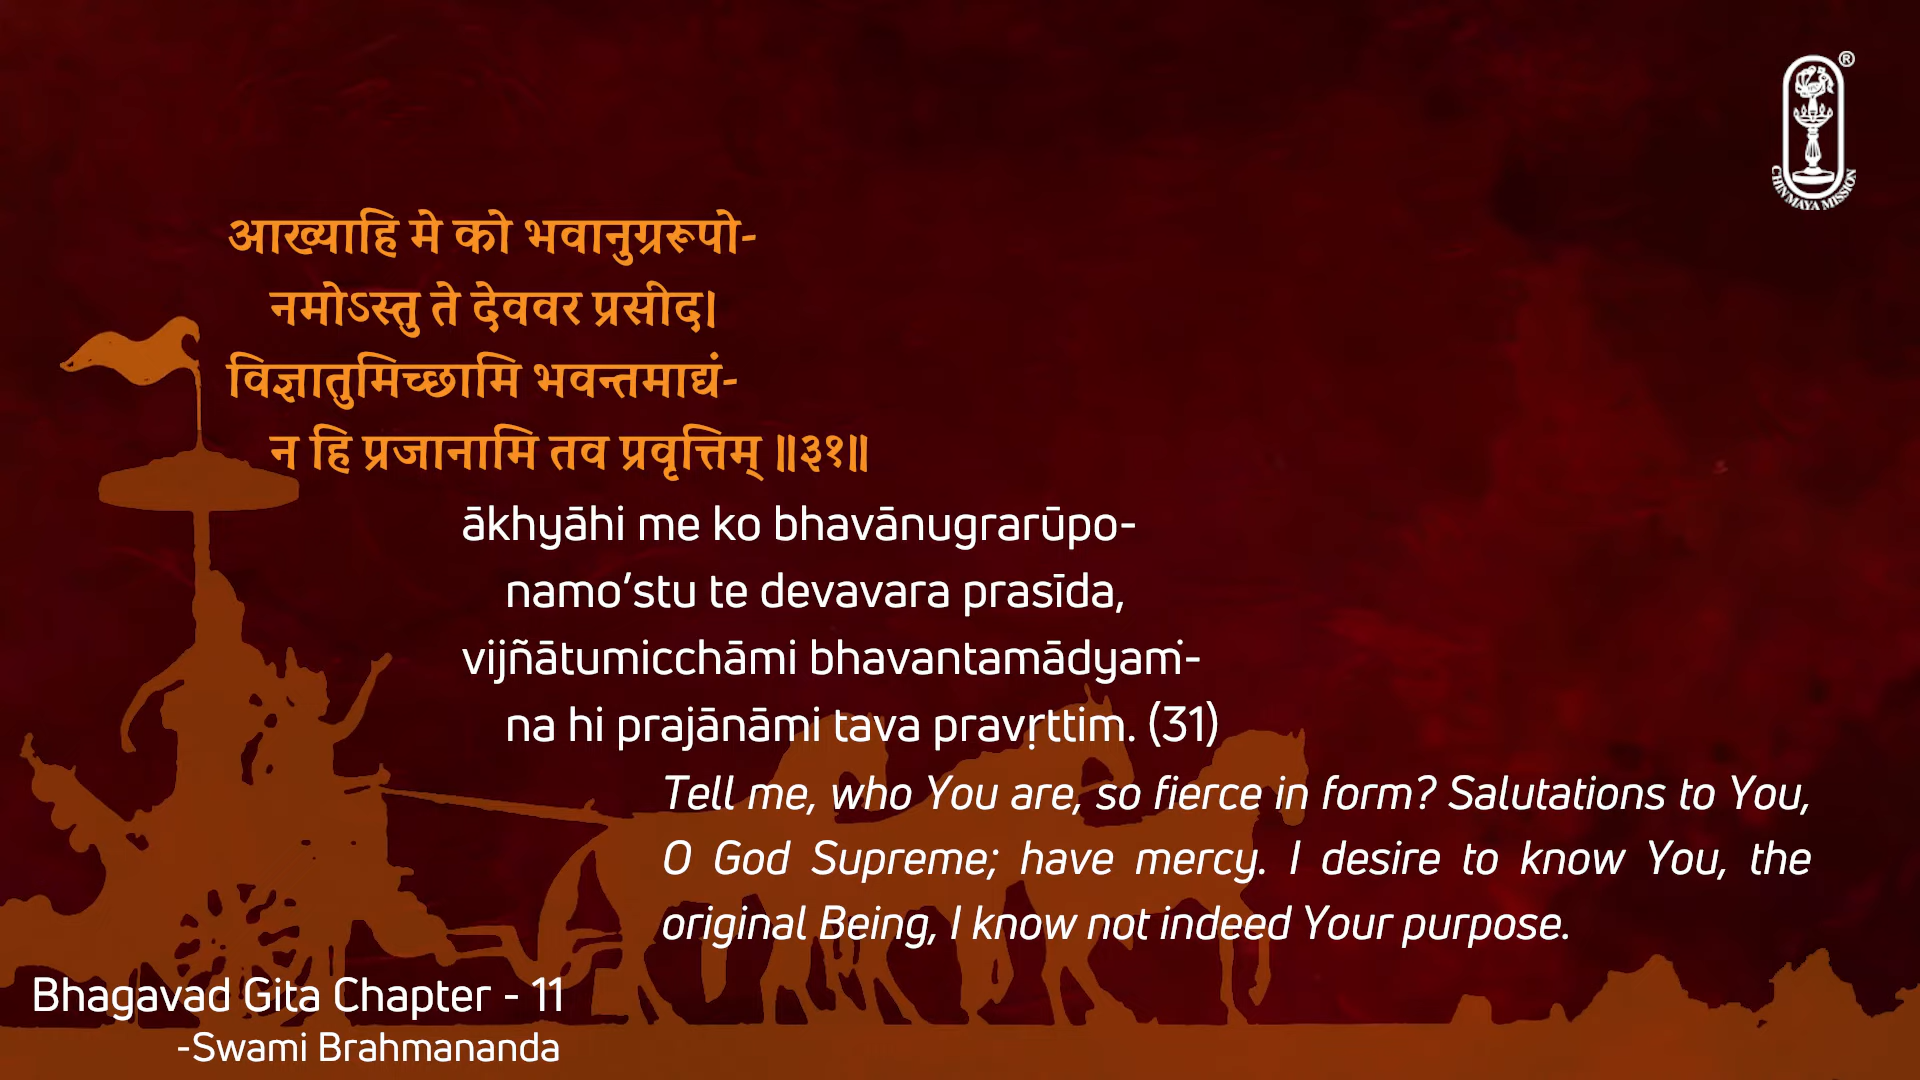 आख्याहि मे को भवानुग्ररूपो-
नमोऽस्तु ते देववर प्रसीद।
विज्ञातुमिच्छामि भवन्तमाद्यं-
न हि प्रजानामि तव प्रवृत्तिम् ॥३१॥
ākhyāhi me ko bhavānugrarūpo-
namo’stu te devavara prasīda,
vijñātumicchāmi bhavantamādyaṁ-
na hi prajānāmi tava pravṛttim. (31)
Tell me, who You are, so fierce in form? Salutations to You,
O God Supreme; have mercy. I desire to know You, the
original Being, I know not indeed Your purpose.
Bhagavad Gita Chapter - 11
-Swami Brahmananda
®
CHINMAYA MISSION